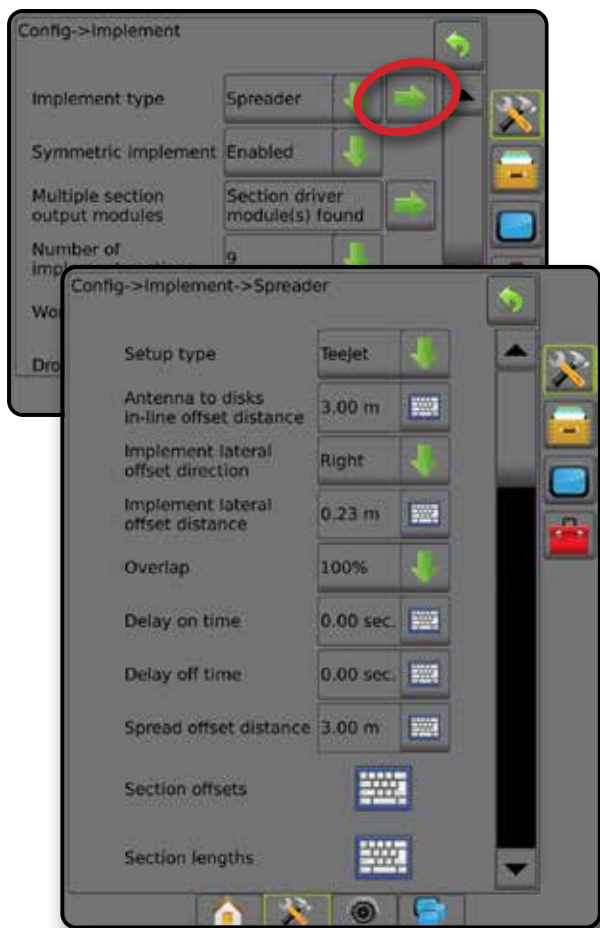 Config->Implement
Implement type Spreader
Symmetric implement Enabled
Multiple section
output modules
Section driver
module(s) found
Number of
9
Config->Implement->Spreader
Setup type TeeJet
Antenna to disks
in-line offset distance
3.00 m
Implement lateral
offset direction
Right
Implement lateral
offset distance
0.23 m
Overlap 100%
Delay on time 0.00 sec.
Delay off time 0.00 sec.
Spread offset distance 3.00 m
Section offsets
Section lengths